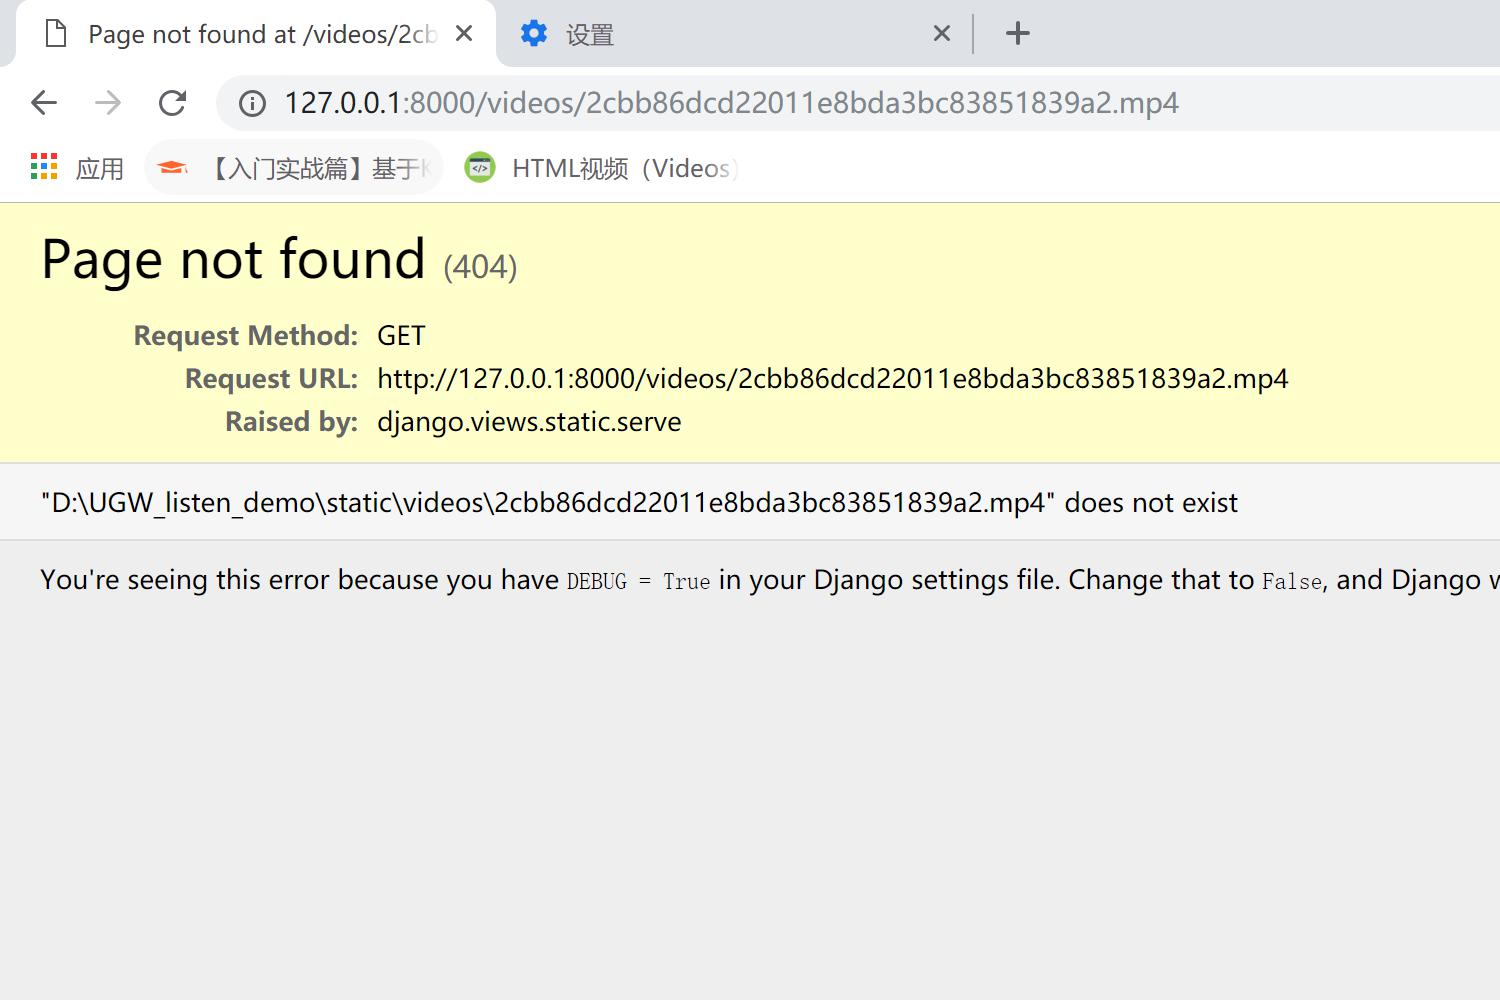 Page not found at /videos/2cb
设置
127.0.0.1:8000/videos/2cbb86dcd22011e8bda3bc83851839a2.mp4
应用
【入门实战篇】基于K
HTML视频（Videos）
Page not found (404)
Request Method: GET
Request URL: http://127.0.0.1:8000/videos/2cbb86dcd22011e8bda3bc83851839a2.mp4
Raised by: django.views.static.serve
"D:\UGW_listen_demo\static\videos\2cbb86dcd22011e8bda3bc83851839a2.mp4" does not exist
You're seeing this error because you have DEBUG = True in your Django settings file. Change that to False, and Django w